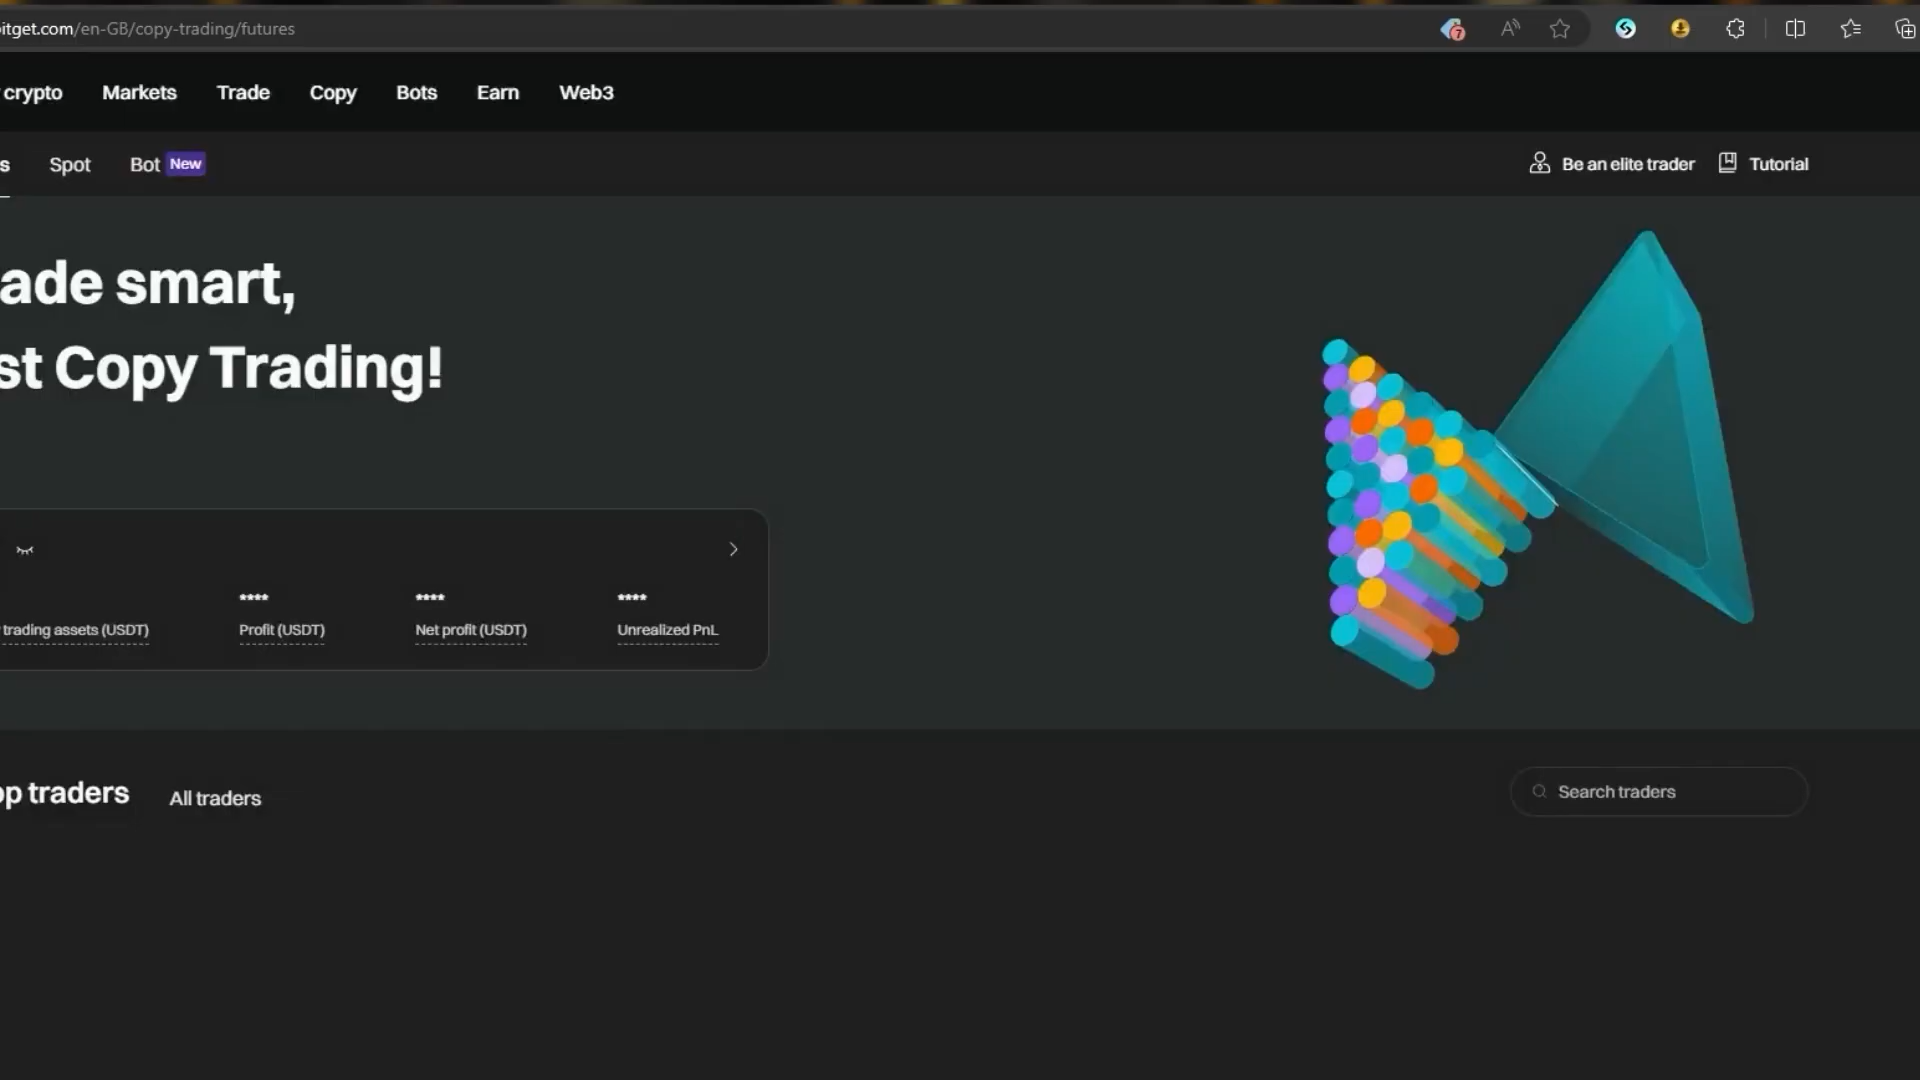 itget.com/en-GB/copy-trading/futures
7
crypto Markets Trade Copy Bots Earn Web3
s Spot Bot New Be an elite trader Tutorial
ade smart,
st Copy Trading!
**** **** ****
trading assets (USDT) Profit (USDT) Net profit (USDT) Unrealized PnL
op traders All traders Search traders